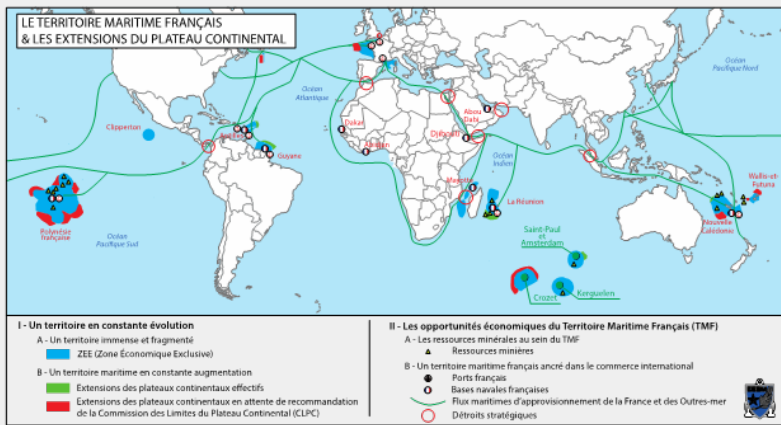 LE TERRITOIRE MARITIME FRANÇAIS
& LES EXTENSIONS DU PLATEAU CONTINENTAL
Océan
Pacifique Nord
Océan
Atlantique
Clipperton
Antilles
Guyane
Dakar
Abidjan
Abou
Dabi
Djibouti
Océan
Indien
Mayotte
La Réunion
Wallis-et-
Futuna
Nouvelle
Calédonie
Polynésie
française
Océan
Pacifique Sud
Saint-Paul
et
Amsterdam
Crozet
Kerguelen
I - Un territoire en constante évolution
A - Un territoire immense et fragmenté
ZEE (Zone Économique Exclusive)
B - Un territoire maritime en constante augmentation
Extensions des plateaux continentaux effectifs
Extensions des plateaux continentaux en attente de recommandation
de la Commission des Limites du Plateau Continental (CLPC)
II - Les opportunités économiques du Territoire Maritime Français (TMF)
A - Les ressources minérales au sein du TMF
Ressources minières
B - Un territoire maritime français ancré dans le commerce international
Ports français
Bases navales françaises
Flux maritimes d'approvisionnement de la France et des Outres-mer
Détroits stratégiques